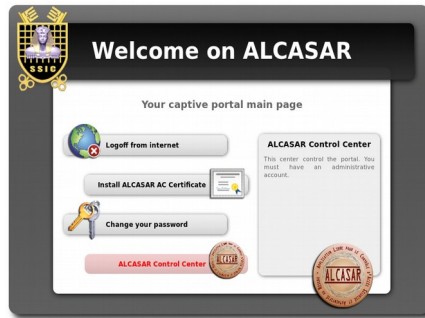 SSIC
Welcome on ALCASAR
Your captive portal main page
Logoff from internet
ALCASAR Control Center
This center control the portal. You
must have an administrative
account.
Install ALCASAR AC Certificate
Change your password
ALCASAR Control Center
ALCASAR